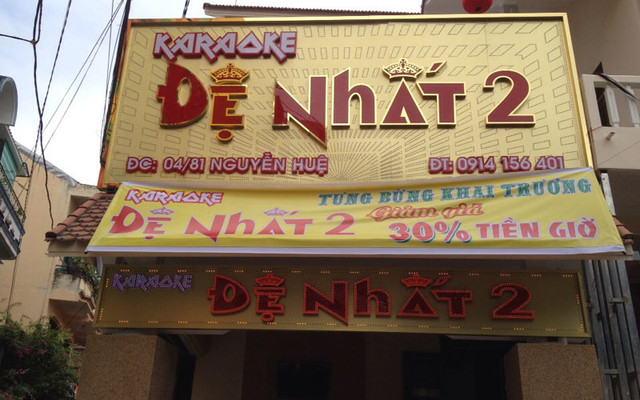 KARAOKE
ĐỆ NHẤT 2
ĐC: 04/81 NGUYỄN HUỆ ĐT: 0914 156 401
KARAOKE TƯNG BỪNG KHAI TRƯƠNG
ĐỆ NHẤT 2 Giảm giá
30% TIỀN GIỜ
KARAOKE ĐỆ NHẤT 2